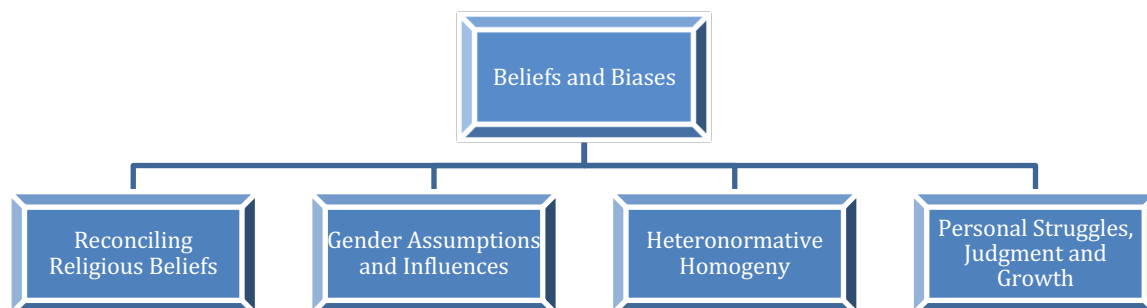 Beliefs and Biases
Reconciling
Religious Beliefs
Gender Assumptions
and Influences
Heteronormative
Homogeny
Personal Struggles,
Judgment and
Growth